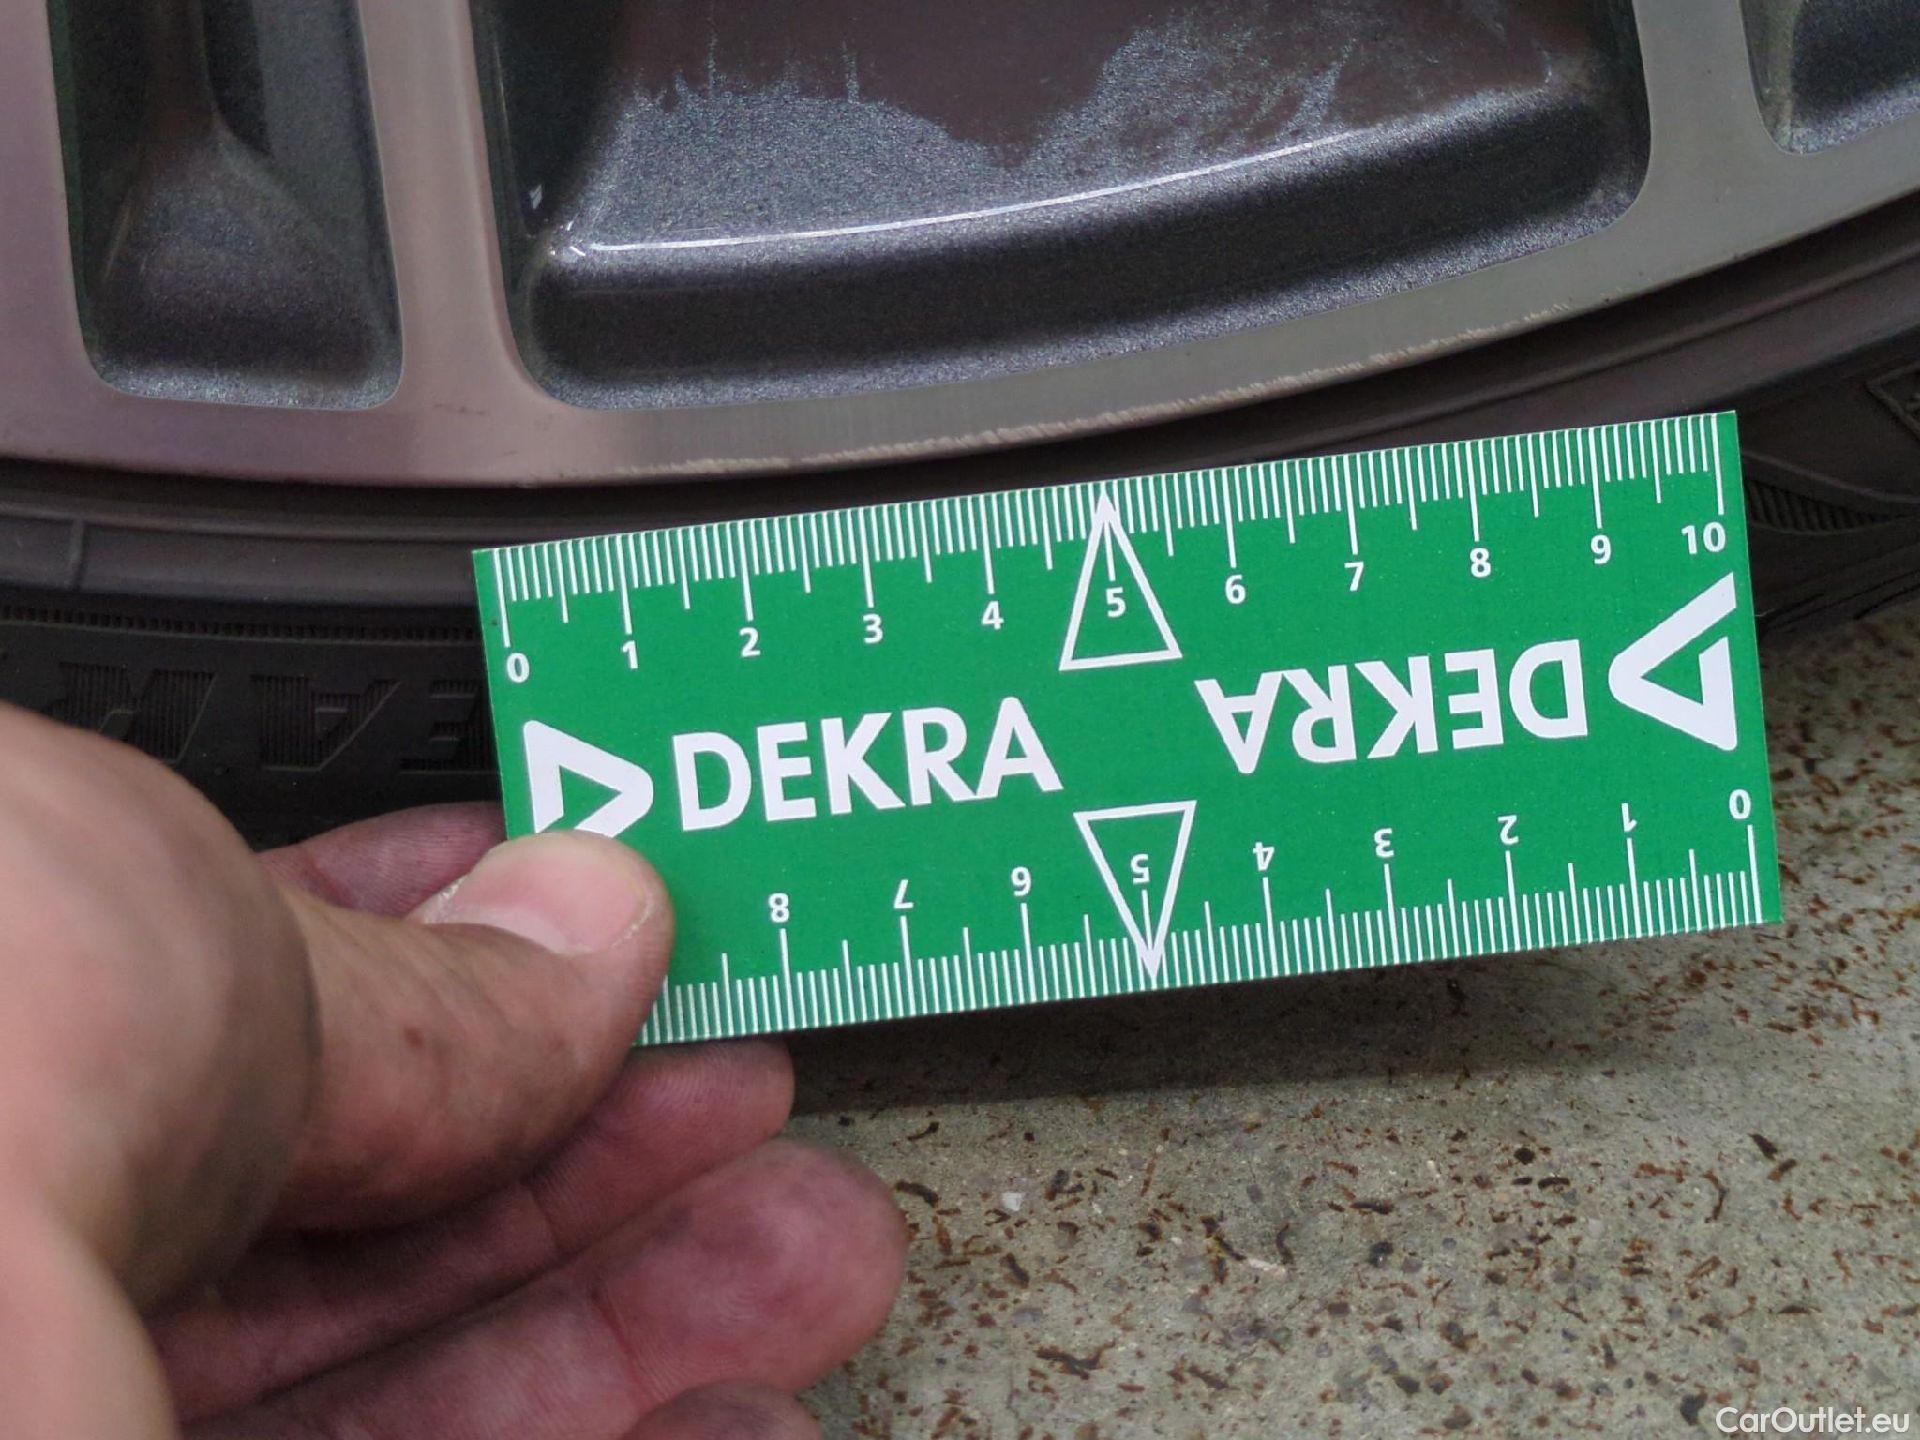 0 1 2 3 4 5 6 7 8 9 10
DEKRA
DEKRA
8 7 6 5 4 3 2 1 0
CarOutlet.eu